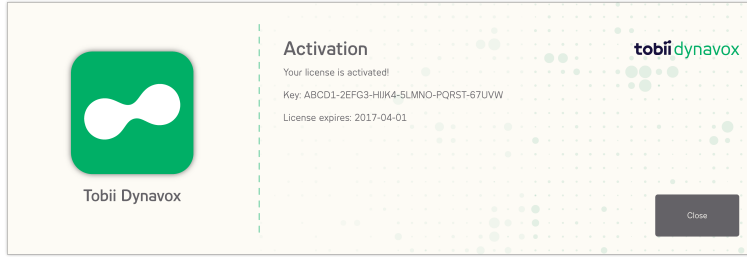 Activation
tobii dynavox
Your license is activated!
Key: ABCD1-2EFG3-HIJK4-5LMNO-PQRST-67UVW
License expires: 2017-04-01
Tobii Dynavox
Close